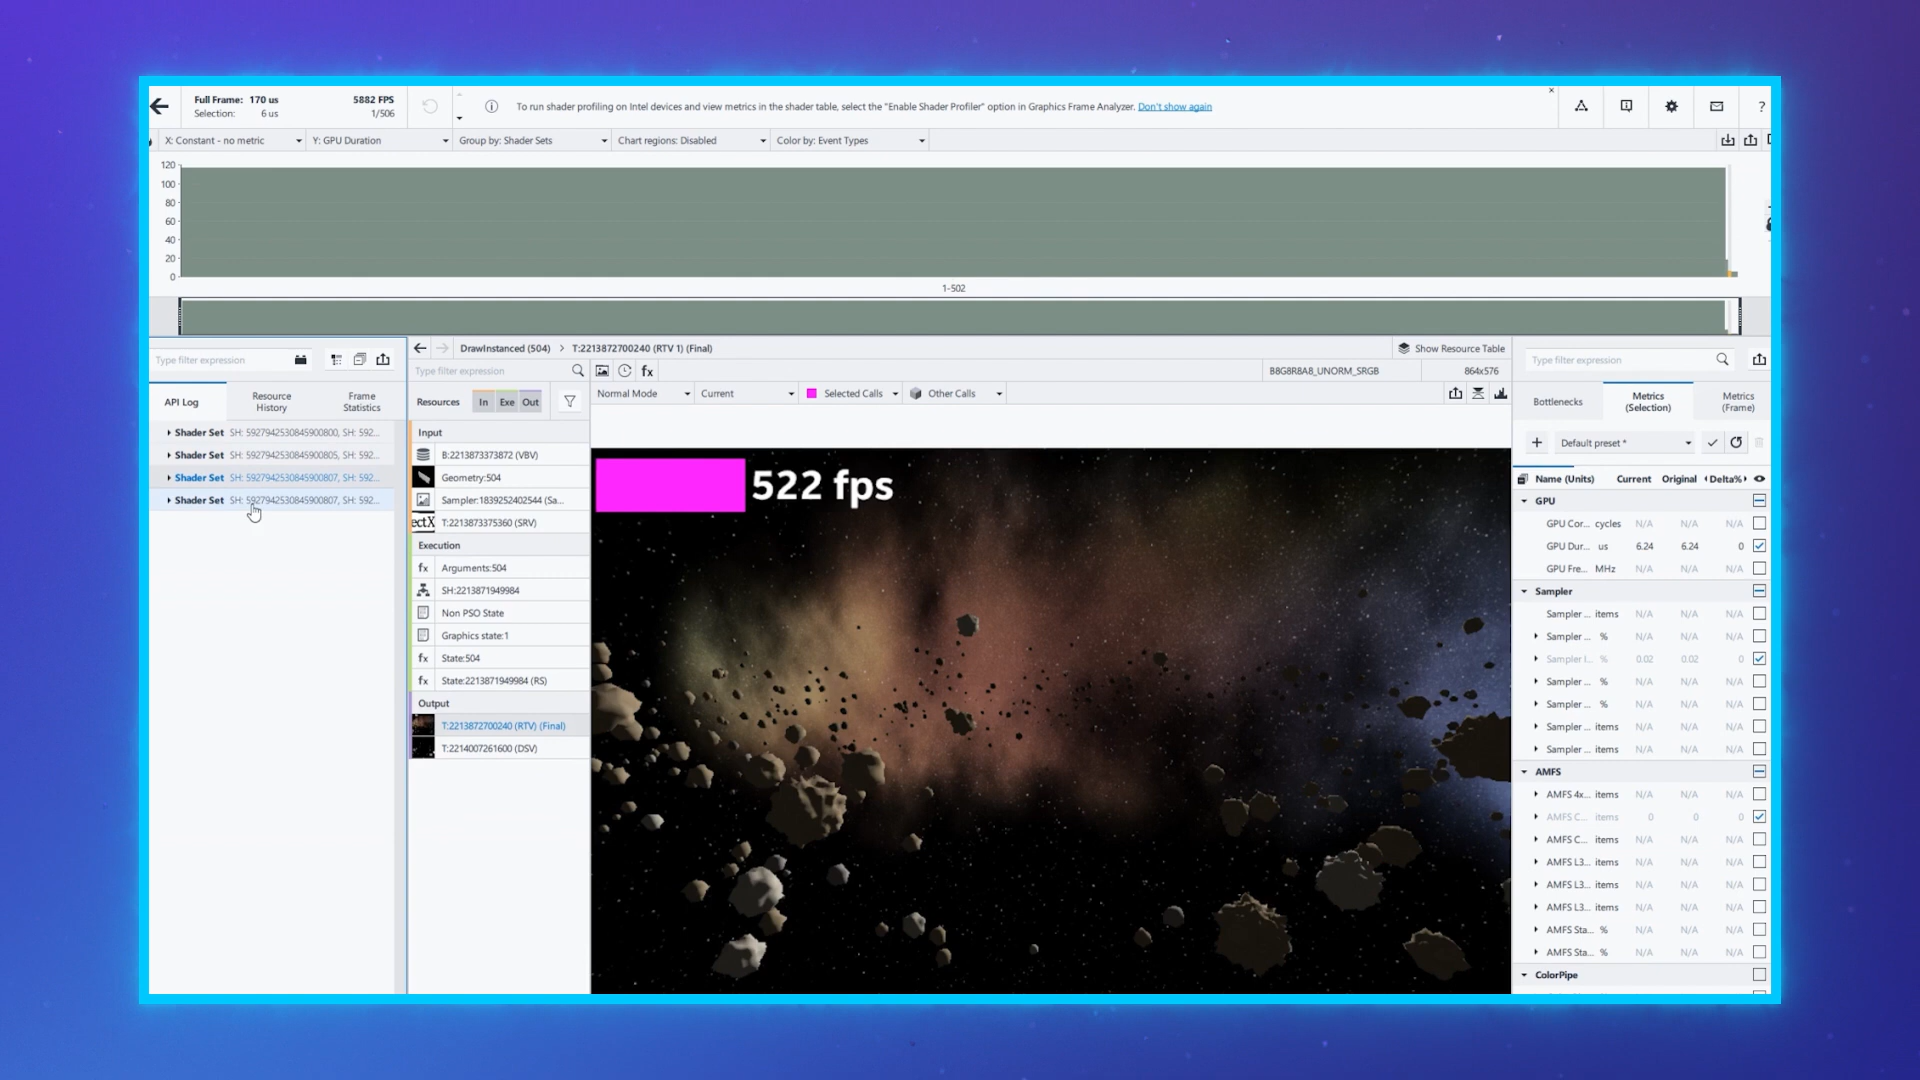 Full Frame: 170 us
5882 FPS
Selection: 6 us
1/506
To run shader profiling on Intel devices and view metrics in the shader table, select the "Enable Shader Profiler" option in Graphics Frame Analyzer. Don't show again
?
X: Constant - no metric
Y: GPU Duration
Group by: Shader Sets
Chart regions: Disabled
Color by: Event Types
120
100
80
60
40
20
0
1-502
Type filter expression
API Log
Resource History
Frame Statistics
Shader Set SH: 5927942530845900800, SH: 592...
Shader Set SH: 5927942530845900805, SH: 592...
Shader Set SH: 5927942530845900807, SH: 592...
Shader Set SH: 5927942530845900807, SH: 592...
DrawInstanced (504) > T:2213872700240 (RTV 1) (Final)
Show Resource Table
Type filter expression
fx
B8G8R8A8_UNORM_SRGB
864x576
Resources In Exe Out
Normal Mode
Current
Selected Calls
Other Calls
Input
B:2213873373872 (VBV)
Geometry:504
Sampler:1839252402544 (Sa...
ectX T:2213873375360 (SRV)
Execution
fx Arguments:504
SH:2213871949984
Non PSO State
Graphics state:1
fx State:504
fx State:2213871949984 (RS)
Output
T:2213872700240 (RTV) (Final)
T:2214007261600 (DSV)
522 fps
Type filter expression
Bottlenecks
Metrics (Selection)
Metrics (Frame)
Default preset *
Name (Units) Current Original Delta%
GPU
GPU Cor... cycles N/A N/A N/A
GPU Dur... us 6.24 6.24 0
GPU Fre... MHz N/A N/A N/A
Sampler
Sampler ... items N/A N/A N/A
Sampler ... % N/A N/A N/A
Sampler I... % 0.02 0.02 0
Sampler ... % N/A N/A N/A
Sampler ... % N/A N/A N/A
Sampler ... items N/A N/A N/A
Sampler ... items N/A N/A N/A
AMFS
AMFS 4x... items N/A N/A N/A
AMFS C... items 0 0 0
AMFS C... items N/A N/A N/A
AMFS L3... items N/A N/A N/A
AMFS L3... items N/A N/A N/A
AMFS L3... items N/A N/A N/A
AMFS Sta... % N/A N/A N/A
AMFS Sta... % N/A N/A N/A
ColorPipe